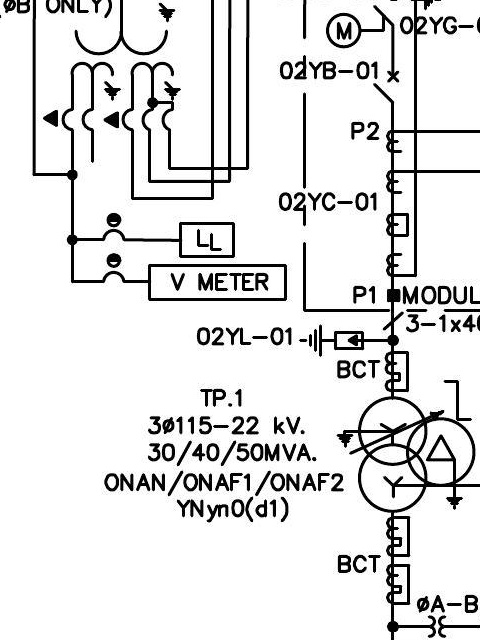 (øB ONLY)
M
02YG-0
02YB-01
P2
02YC-01
LL
V METER
P1
MODUL
3-1x40
02YL-01
BCT
TP.1
3ø115-22 kV.
30/40/50MVA.
ONAN/ONAF1/ONAF2
YNyn0(d1)
BCT
øA-B